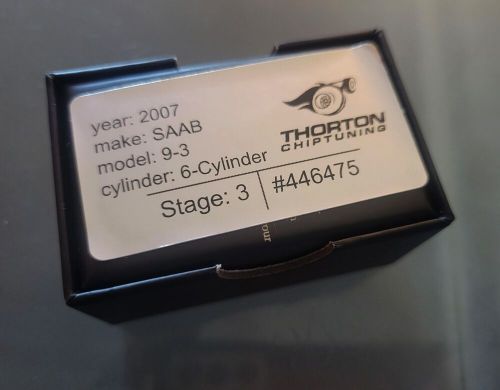 year: 2007
make: SAAB
model: 9-3
cylinder: 6-Cylinder
THORTON
CHIPTUNING
Stage: 3
#446475